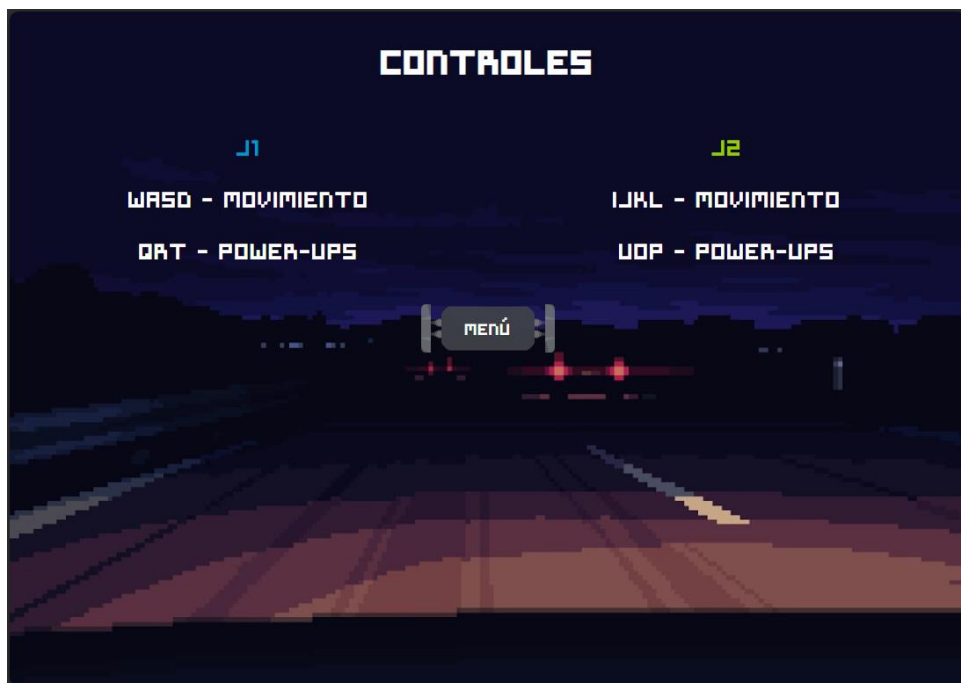 CONTROLES
J1
J2
WASD - MOVIMIENTO
IJKL - MOVIMIENTO
QRT - POWER-UPS
UOP - POWER-UPS
MENÚ